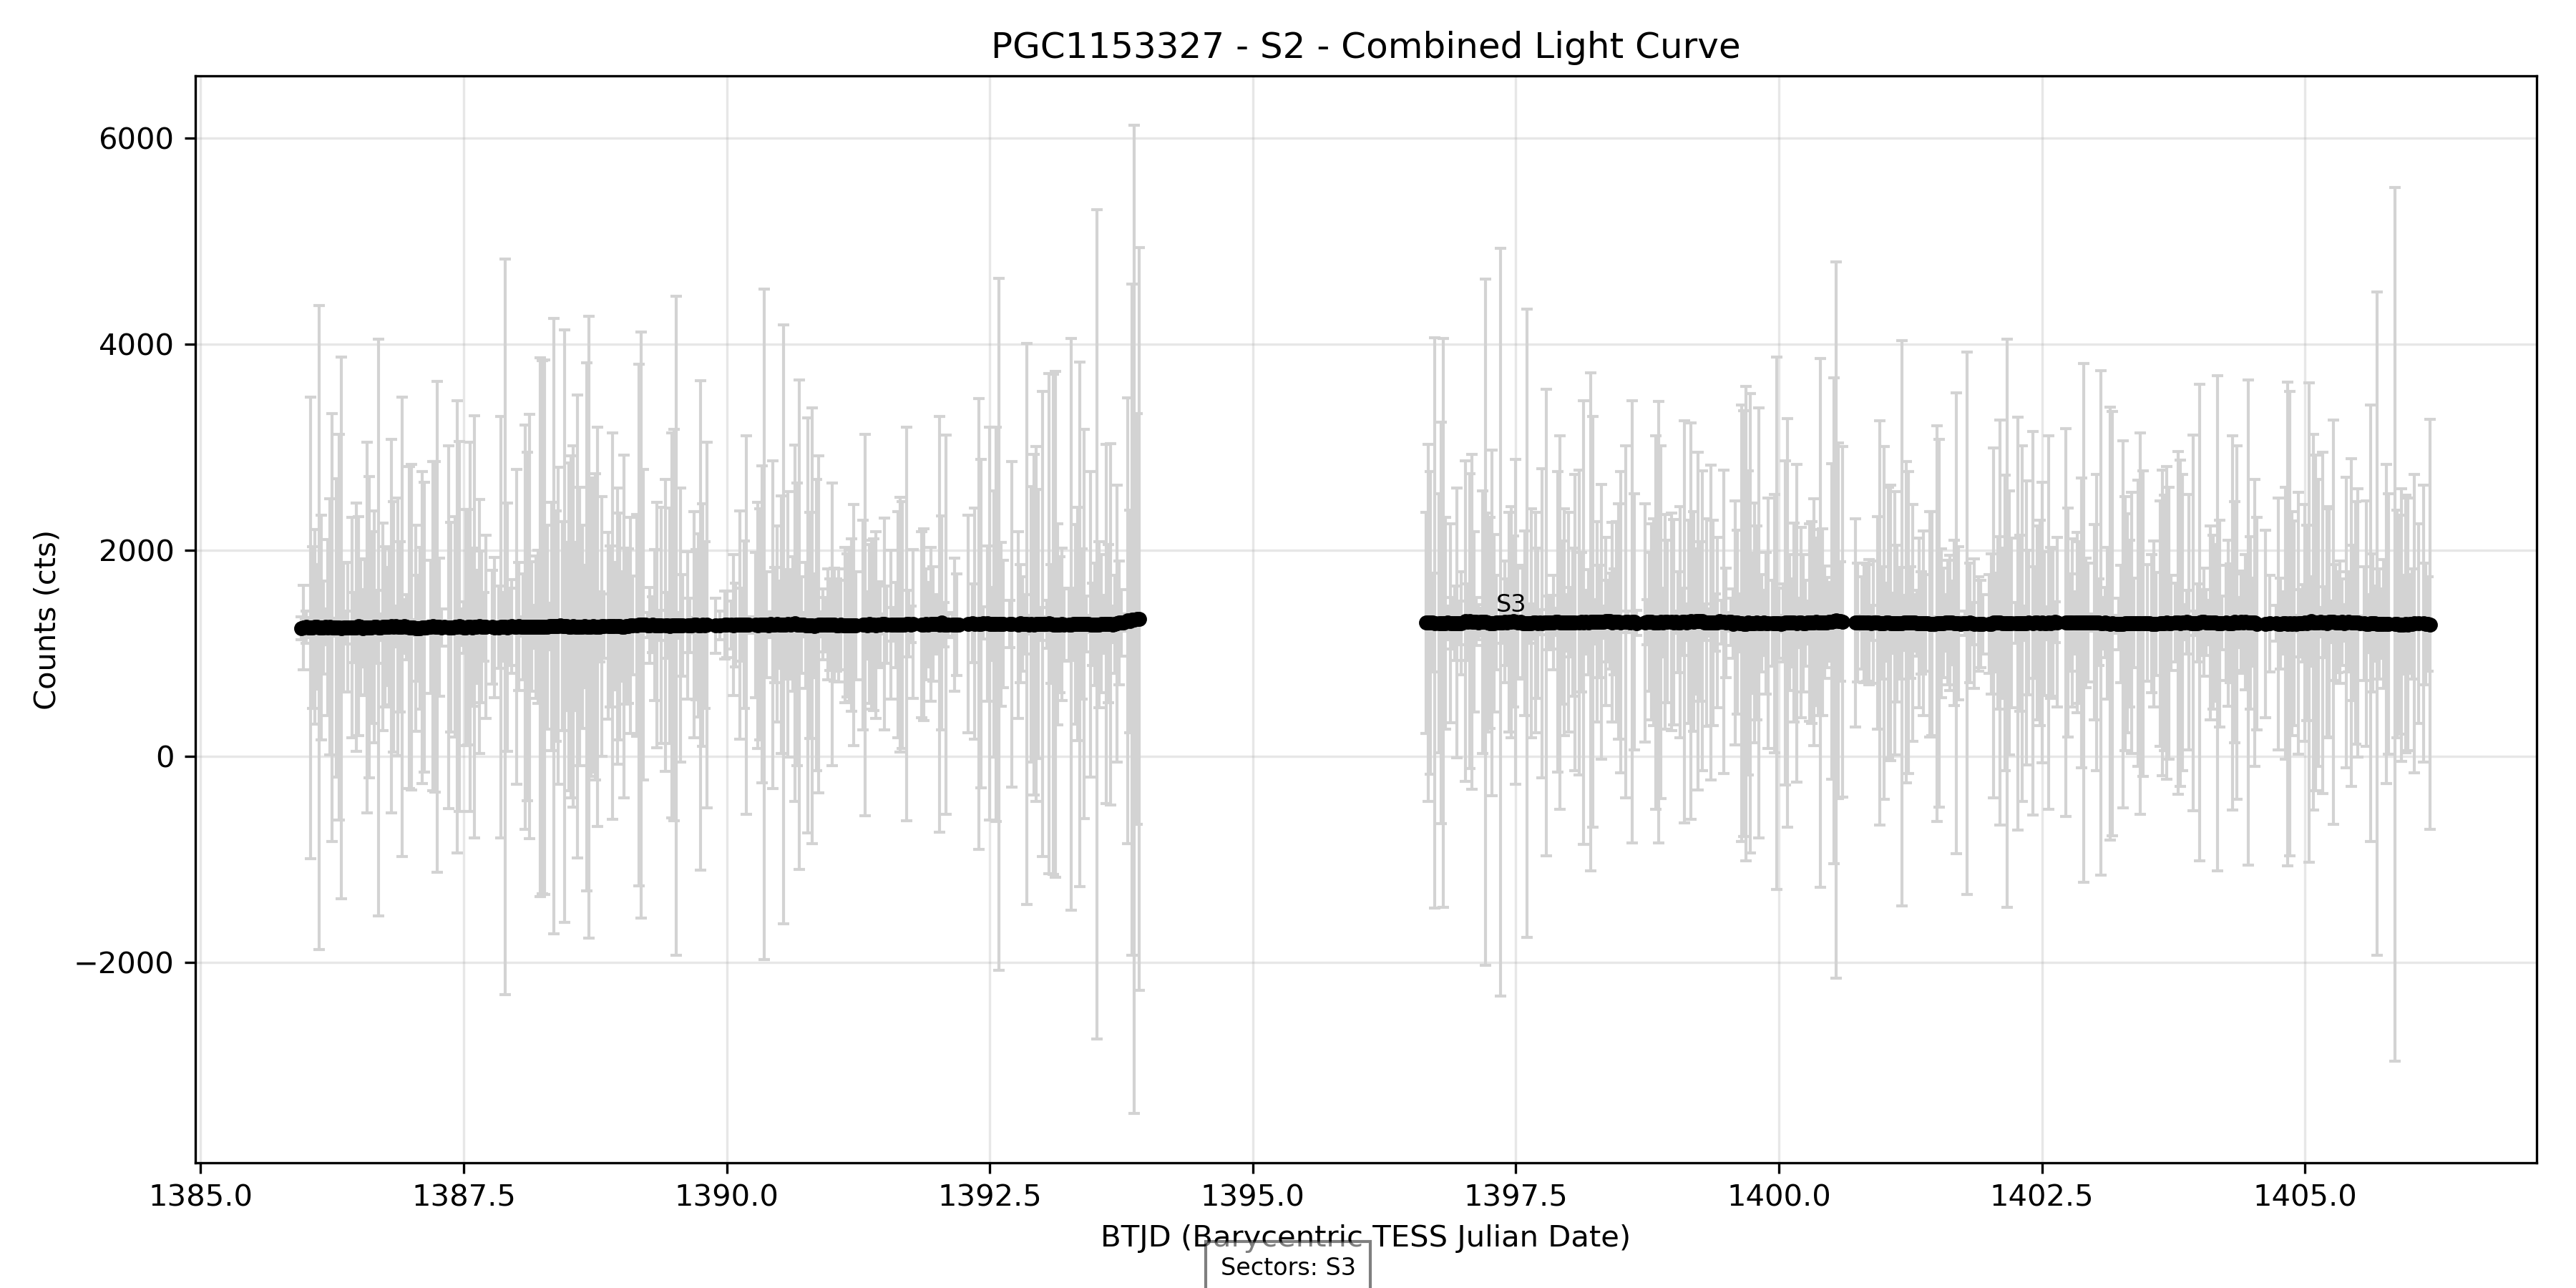 PGC1153327 - S2 - Combined Light Curve
6000
4000
2000
0
−2000
Counts (cts)
S3
1385.0 1387.5 1390.0 1392.5 1395.0 1397.5 1400.0 1402.5 1405.0
BTJD (Barycentric TESS Julian Date)
Sectors: S3